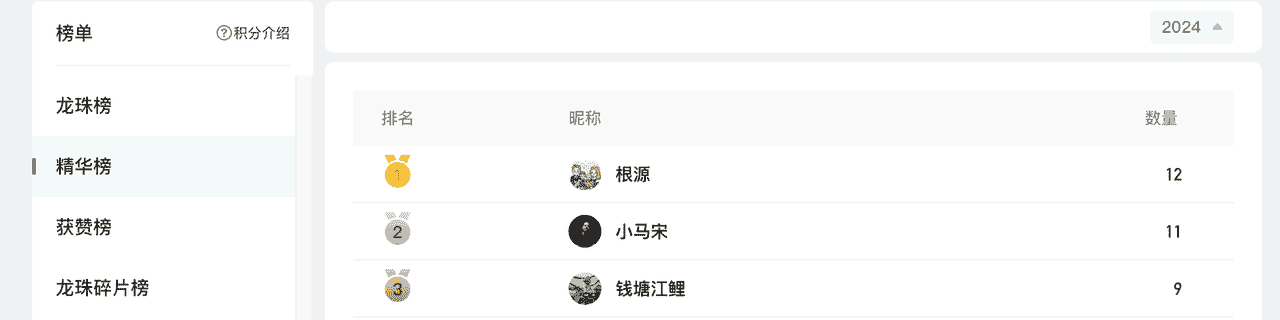 榜单
?积分介绍
龙珠榜
精华榜
获赞榜
龙珠碎片榜
2024
排名 昵称 数量
1 根源 12
2 小马宋 11
3 钱塘江鲤 9